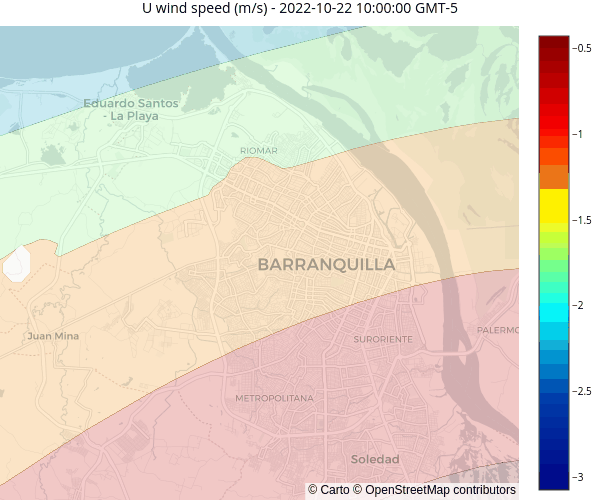 U wind speed (m/s) - 2022-10-22 10:00:00 GMT-5
−0.5
Eduardo Santos
- La Playa
−1
RIOMAR
−1.5
BARRANQUILLA
−2
Juan Mina
SURORIENTE
PALERMO
−2.5
METROPOLITANA
Soledad
−3
© Carto © OpenStreetMap contributors